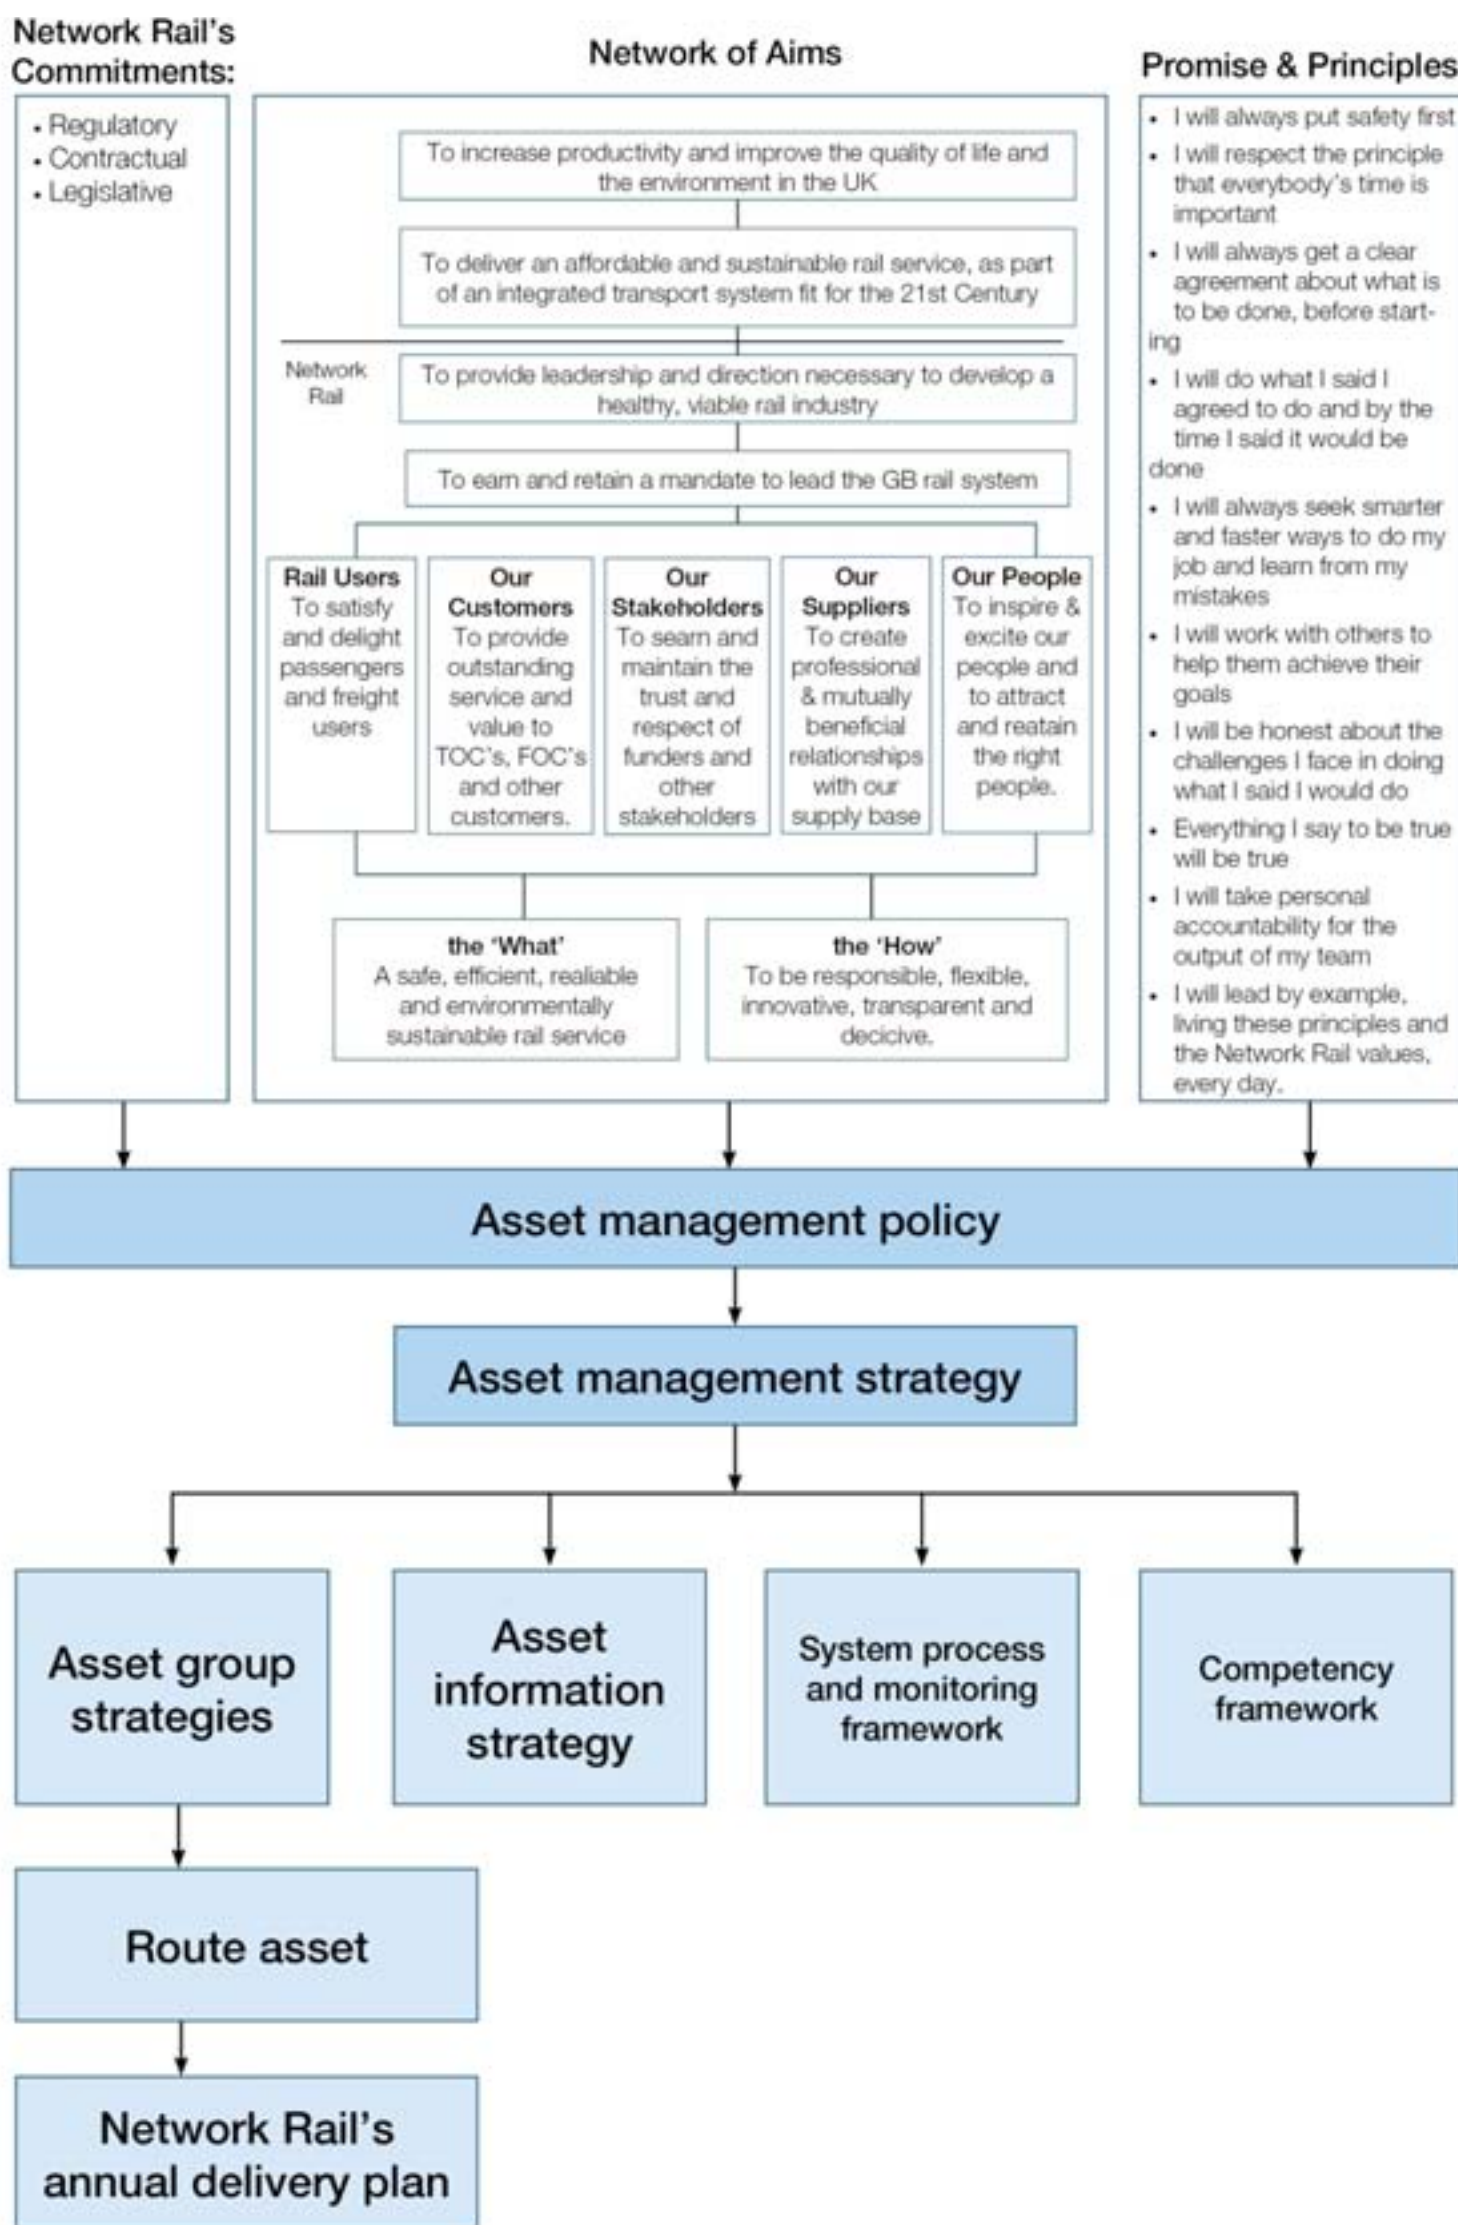 Network Rail's
Commitments:
• Regulatory
• Contractual
• Legislative
Network of Aims
To increase productivity and improve the quality of life and
the environment in the UK
To deliver an affordable and sustainable rail service, as part
of an integrated transport system fit for the 21st Century
Network
Rail
To provide leadership and direction necessary to develop a
healthy, viable rail industry
To earn and retain a mandate to lead the GB rail system
Rail Users
To satisfy
and delight
passengers
and freight
users
Our
Customers
To provide
outstanding
service and
value to
TOC's, FOC's
and other
customers.
Our
Stakeholders
To searn and
maintain the
trust and
respect of
funders and
other
stakeholders
Our
Suppliers
To create
professional
& mutually
beneficial
relationships
with our
supply base
Our People
To inspire &
excite our
people and
to attract
and reatain
the right
people.
the 'What'
A safe, efficient, realiable
and environmentally
sustainable rail service
the 'How'
To be responsible, flexible,
innovative, transparent and
decicive.
Promise & Principles
• I will always put safety first
• I will respect the principle
that everybody's time is
important
• I will always get a clear
agreement about what is
to be done, before start-
ing
• I will do what I said I
agreed to do and by the
time I said it would be
done
• I will always seek smarter
and faster ways to do my
job and learn from my
mistakes
• I will work with others to
help them achieve their
goals
• I will be honest about the
challenges I face in doing
what I said I would do
• Everything I say to be true
will be true
• I will take personal
accountability for the
output of my team
• I will lead by example,
living these principles and
the Network Rail values,
every day.
Asset management policy
Asset management strategy
Asset group
strategies
Asset
information
strategy
System process
and monitoring
framework
Competency
framework
Route asset
Network Rail's
annual delivery plan